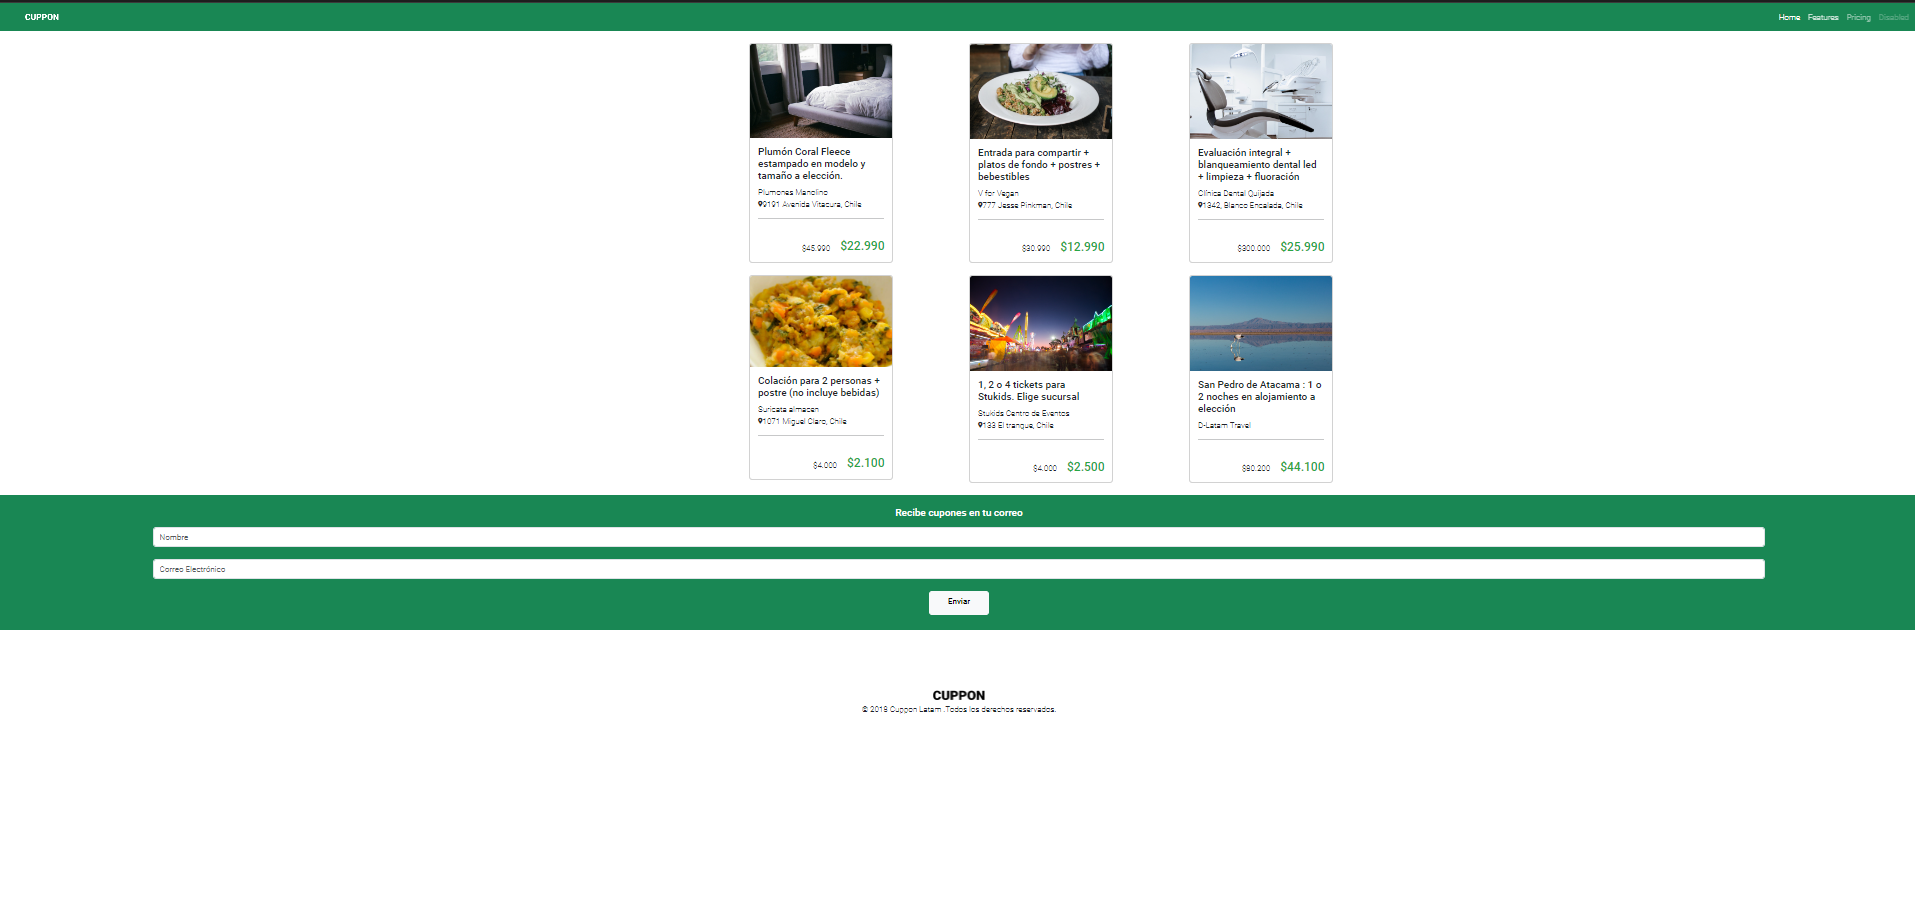 CUPPON
Home Features Pricing Disabled
Plumón Coral Fleece
estampado en modelo y
tamaño a elección.
Plumones Manolino
9191 Avenida Vitacura, Chile
$45.990 $22.990
Entrada para compartir +
platos de fondo + postres +
bebestibles
V for Vegan
777 Jesse Pinkman, Chile
$30.990 $12.990
Evaluación integral +
blanqueamiento dental led
+ limpieza + fluoración
Clínica Dental Quijada
1342, Blanco Encalada, Chile
$300.000 $25.990
Colación para 2 personas +
postre (no incluye bebidas)
Suricata almacen
1071 Miguel Claro, Chile
$4.000 $2.100
1, 2 o 4 tickets para
Stukids. Elige sucursal
Stukids Centro de Eventos
133 El trangue, Chile
$4.000 $2.500
San Pedro de Atacama : 1 o
2 noches en alojamiento a
elección
D-Latam Travel
$80.200 $44.100
Recibe cupones en tu correo
Nombre
Correo Electrónico
Enviar
CUPPON
© 2018 Cuppon Latam .Todos los derechos reservados.